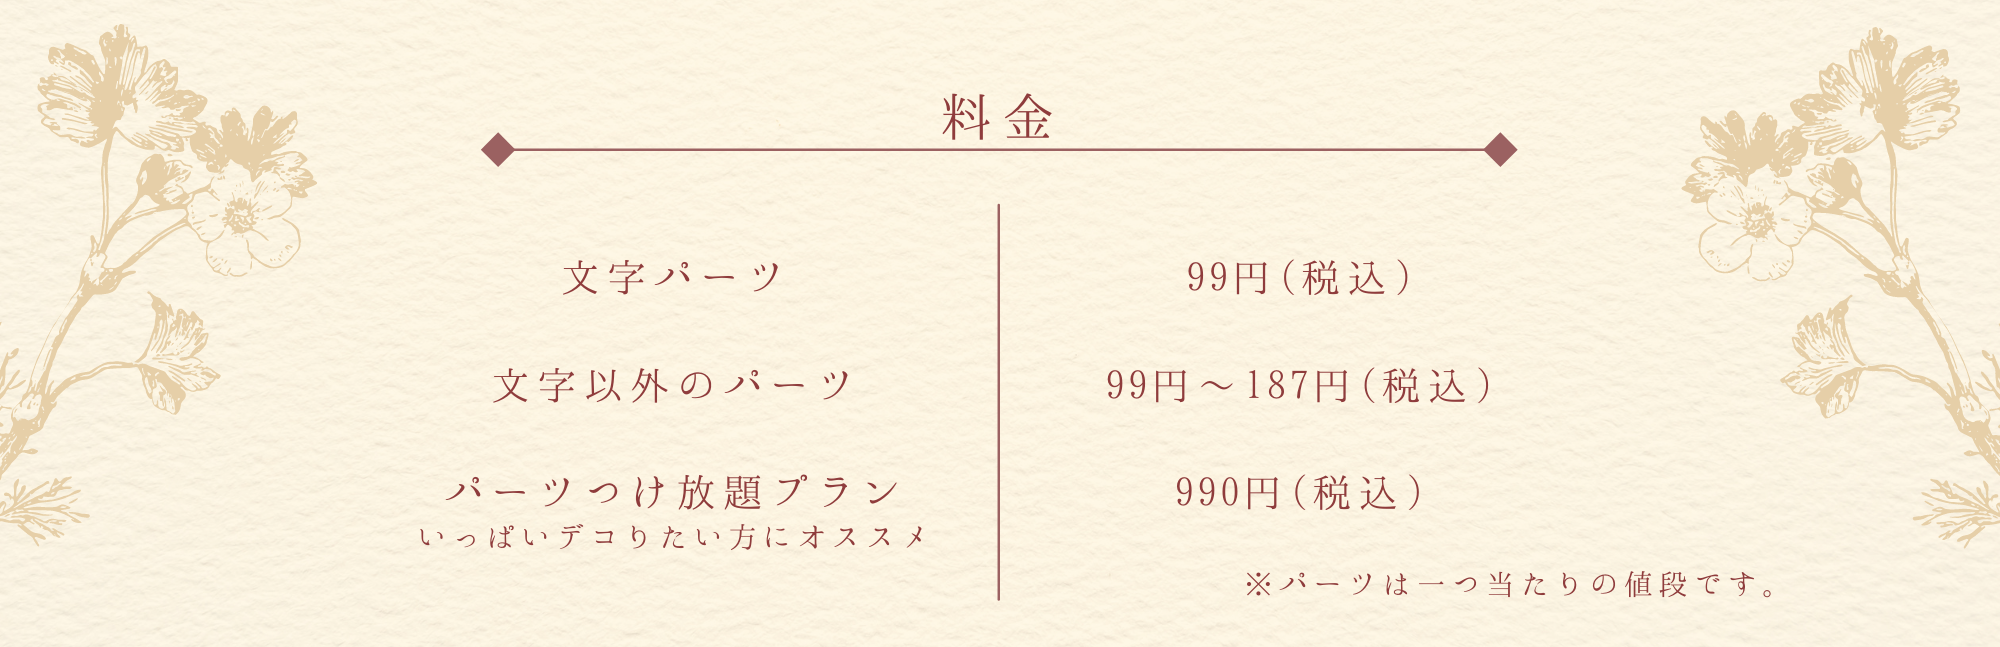 料金
文字パーツ
99円(税込)
文字以外のパーツ
99円～187円(税込)
パーツつけ放題プラン
いっぱいデコりたい方にオススメ
990円(税込)
※パーツは一つ当たりの値段です。